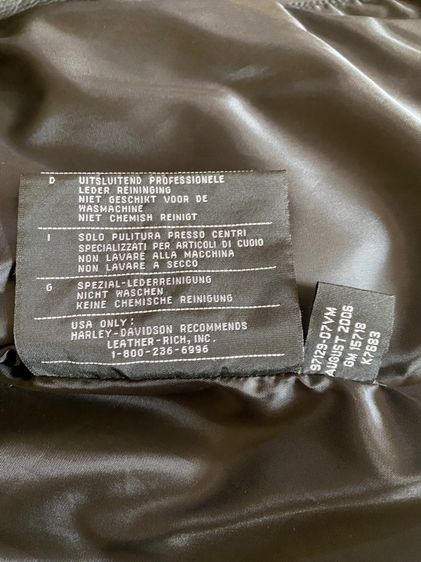 D UITSLUITEND PROFESSIONELE
LEDER REININGING
NIET GESCHIKT VOOR DE
WASMACHINE
NIET CHEMISH REINIGT
I SOLO PULITURA PRESSO CENTRI
SPECIALIZZATI PER ARTICOLI DI CUOIO
NON LAVARE ALLA MACCHINA
NON LAVARE A SECCO
G SPEZIAL-LEDERREINIGUNG
NICHT WASCHEN
KEINE CHEMISCHE REINIGUNG
USA ONLY:
HARLEY-DAVIDSON RECOMMENDS
LEATHER-RICH, INC.
1-800-236-6996
97129-07VM
AUGUST 2006
GM 15718
K7683